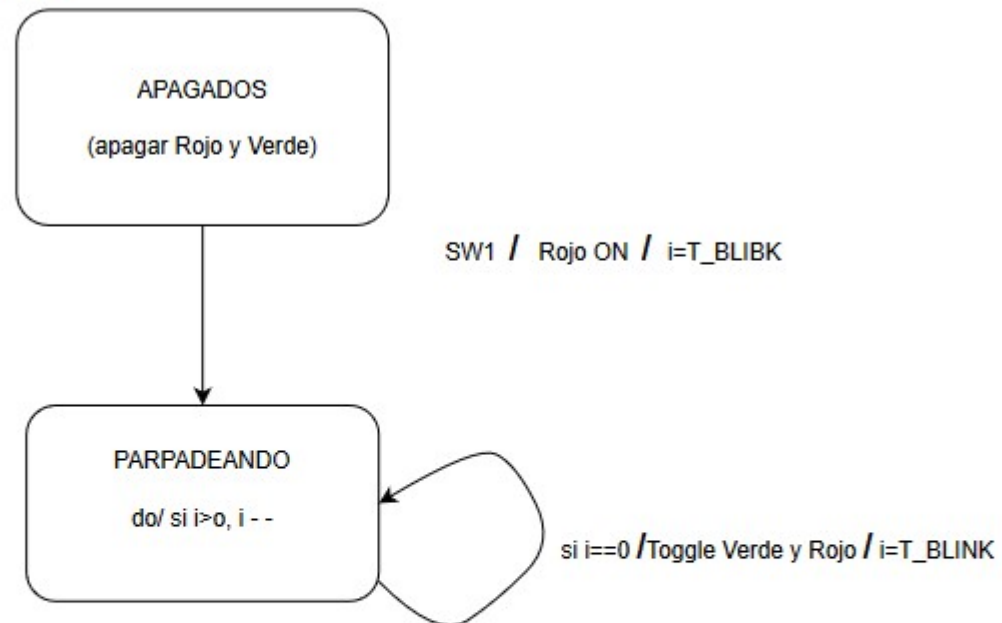 APAGADOS
(apagar Rojo y Verde)
SW1 / Rojo ON / i=T_BLIBK
PARPADEANDO
do/ si i>o, i - -
si i==0 /Toggle Verde y Rojo / i=T_BLINK